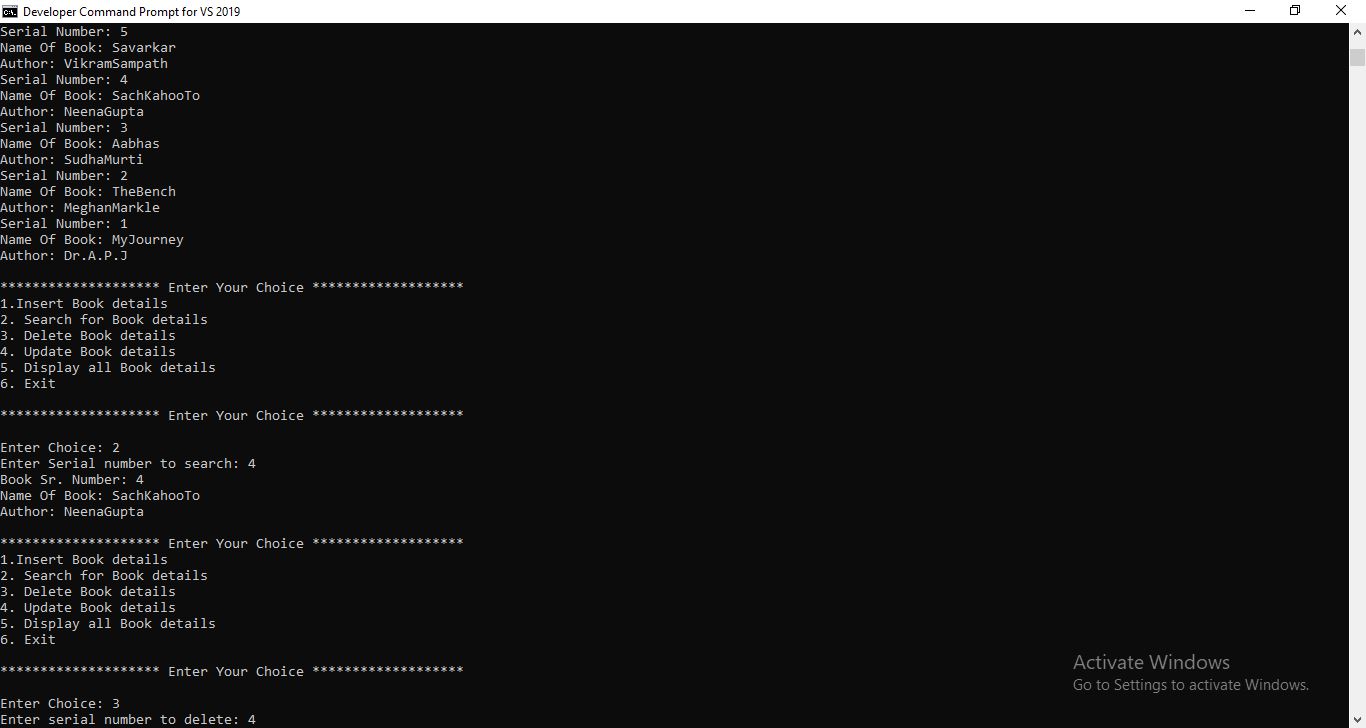 Developer Command Prompt for VS 2019
Serial Number: 5
Name Of Book: Savarkar
Author: VikramSampath
Serial Number: 4
Name Of Book: SachKahooTo
Author: NeenaGupta
Serial Number: 3
Name Of Book: Aabhas
Author: SudhaMurti
Serial Number: 2
Name Of Book: TheBench
Author: MeghanMarkle
Serial Number: 1
Name Of Book: MyJourney
Author: Dr.A.P.J
******************** Enter Your Choice *******************
1.Insert Book details
2. Search for Book details
3. Delete Book details
4. Update Book details
5. Display all Book details
6. Exit
******************** Enter Your Choice *******************
Enter Choice: 2
Enter Serial number to search: 4
Book Sr. Number: 4
Name Of Book: SachKahooTo
Author: NeenaGupta
******************** Enter Your Choice *******************
1.Insert Book details
2. Search for Book details
3. Delete Book details
4. Update Book details
5. Display all Book details
6. Exit
******************** Enter Your Choice *******************
Enter Choice: 3
Enter serial number to delete: 4
Activate Windows
Go to Settings to activate Windows.